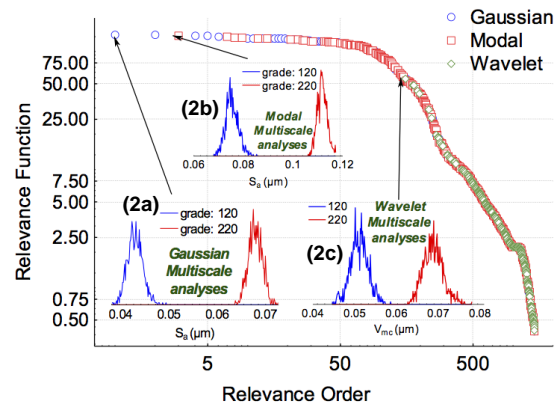 Gaussian
Modal
Wavelet
Relevance Function
75.00
50.00
25.00
7.50
5.00
2.50
0.75
0.50
5
50
500
Relevance Order
(2b)
grade: 120
grade: 220
Modal
Multiscale
analyses
0.06
0.08
0.1
0.12
Sa (μm)
(2a)
grade: 120
grade: 220
Gaussian
Multiscale
analyses
0.04
0.05
0.06
0.07
Sa (μm)
(2c)
120
220
Wavelet
Multiscale
analyses
0.04
0.05
0.06
0.07
0.08
Vmc (μm)